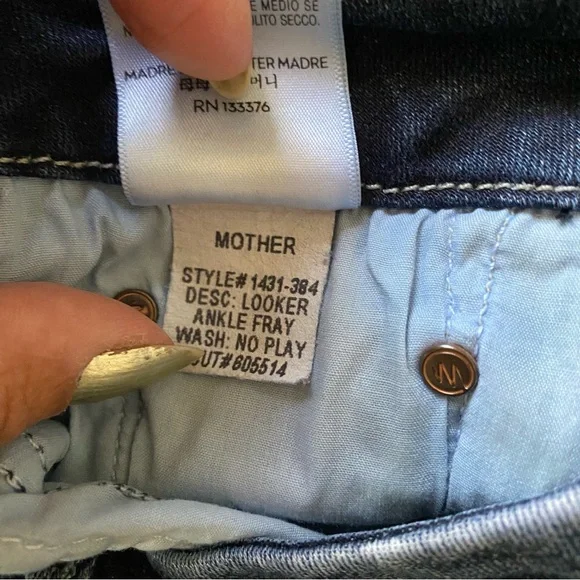 MEDIO SE
SECCO.
MADRE TER MADRE
머니
RN 133376
MOTHER
STYLE# 1431-384
DESC: LOOKER
ANKLE FRAY
WASH: NO PLAY
CUT#605514